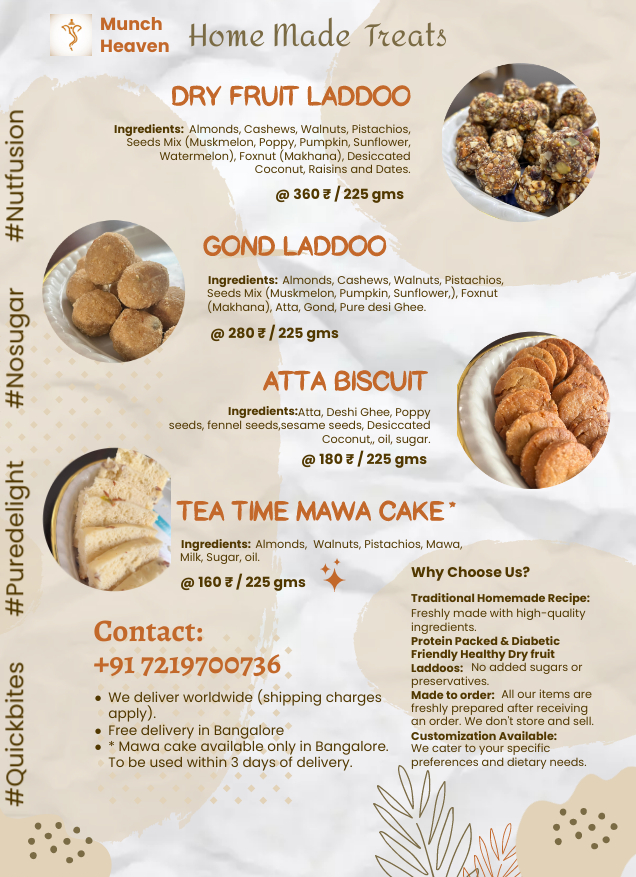 Munch
Heaven
Home Made Treats
DRY FRUIT LADDOO
Ingredients: Almonds, Cashews, Walnuts, Pistachios,
Seeds Mix (Muskmelon, Poppy, Pumpkin, Sunflower,
Watermelon), Foxnut (Makhana), Desiccated
Coconut, Raisins and Dates.
@ 360 ₹ / 225 gms
#Nutfusion
GOND LADDOO
Ingredients: Almonds, Cashews, Walnuts, Pistachios,
Seeds Mix (Muskmelon, Pumpkin, Sunflower,), Foxnut
(Makhana), Atta, Gond, Pure desi Ghee.
@ 280 ₹ / 225 gms
#Nosugar
ATTA BISCUIT
Ingredients:Atta, Deshi Ghee, Poppy
seeds, fennel seeds,sesame seeds, Desiccated
Coconut,, oil, sugar.
@ 180 ₹ / 225 gms
#Puredelight
TEA TIME MAWA CAKE *
Ingredients: Almonds, Walnuts, Pistachios, Mawa,
Milk, Sugar, oil.
@ 160 ₹ / 225 gms
#Quickbites
Contact:
+91 7219700736
• We deliver worldwide (shipping charges
apply).
• Free delivery in Bangalore
• * Mawa cake available only in Bangalore.
To be used within 3 days of delivery.
Why Choose Us?
Traditional Homemade Recipe:
Freshly made with high-quality
ingredients.
Protein Packed & Diabetic
Friendly Healthy Dry fruit
Laddoos: No added sugars or
preservatives.
Made to order: All our items are
freshly prepared after receiving
an order. We don't store and sell.
Customization Available:
We cater to your specific
preferences and dietary needs.